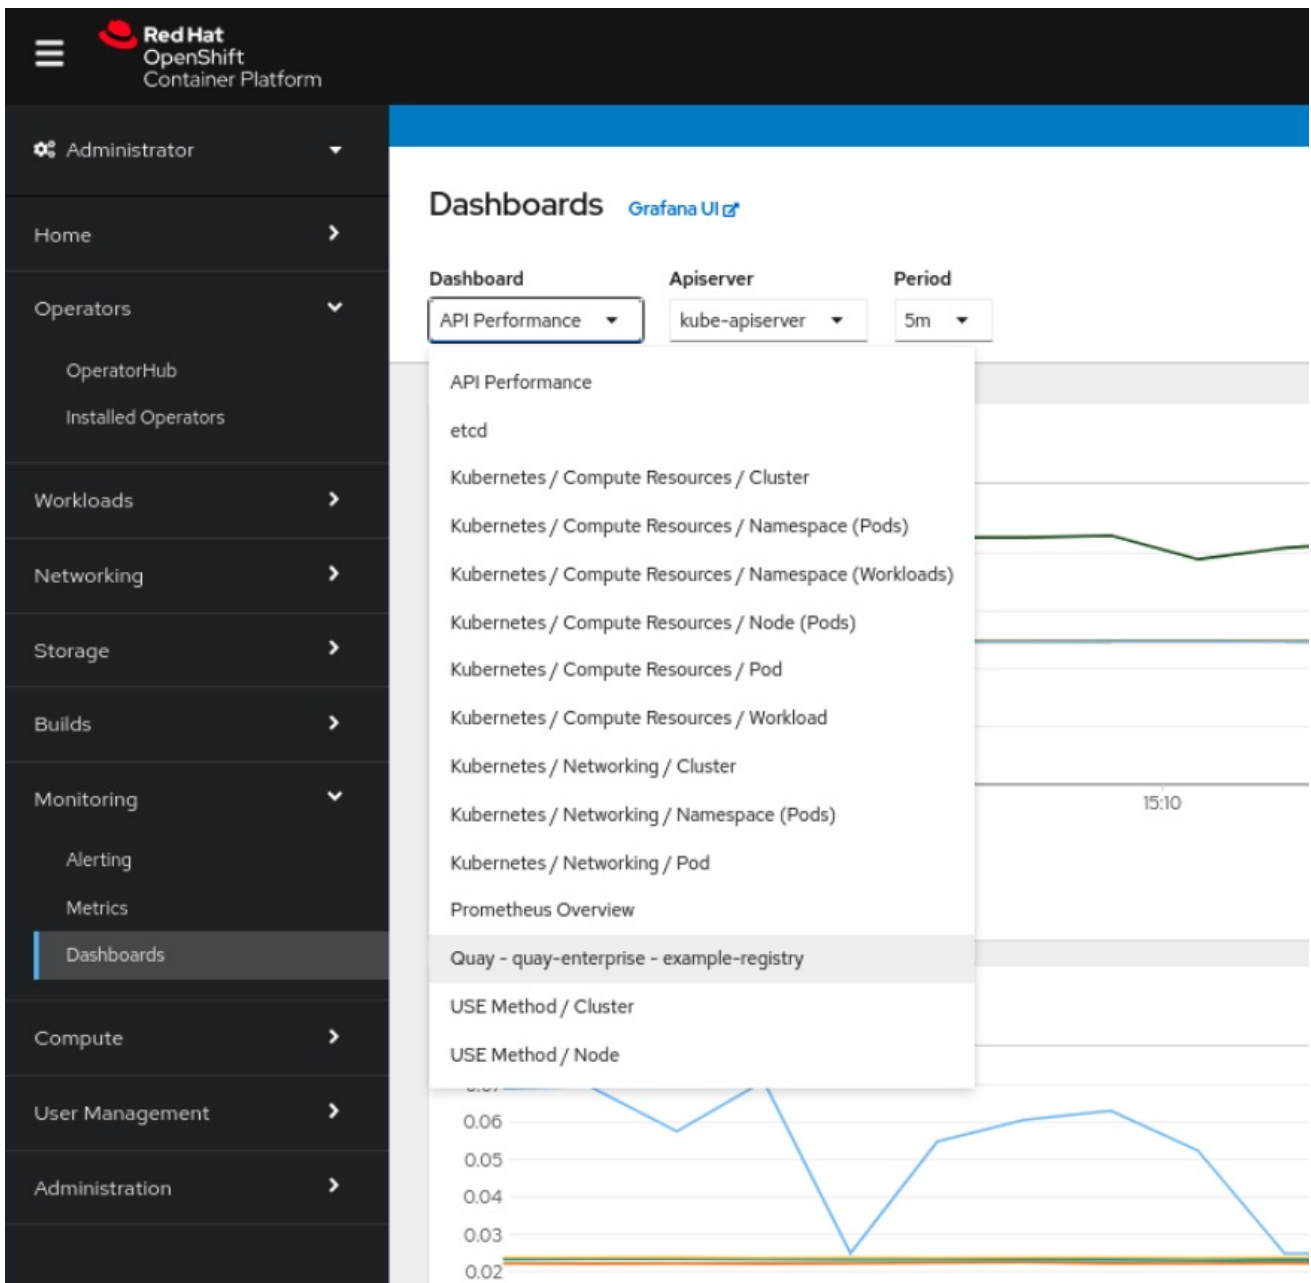 Red Hat
OpenShift
Container Platform
Administrator
Home
Operators
OperatorHub
Installed Operators
Workloads
Networking
Storage
Builds
Monitoring
Alerting
Metrics
Dashboards
Compute
User Management
Administration
Dashboards Grafana UI
Dashboard Apiserver Period
API Performance kube-apiserver 5m
API Performance
etcd
Kubernetes / Compute Resources / Cluster
Kubernetes / Compute Resources / Namespace (Pods)
Kubernetes / Compute Resources / Namespace (Workloads)
Kubernetes / Compute Resources / Node (Pods)
Kubernetes / Compute Resources / Pod
Kubernetes / Compute Resources / Workload
Kubernetes / Networking / Cluster
Kubernetes / Networking / Namespace (Pods)
Kubernetes / Networking / Pod
Prometheus Overview
Quay - quay-enterprise - example-registry
USE Method / Cluster
USE Method / Node
15:10
0.06
0.05
0.04
0.03
0.02